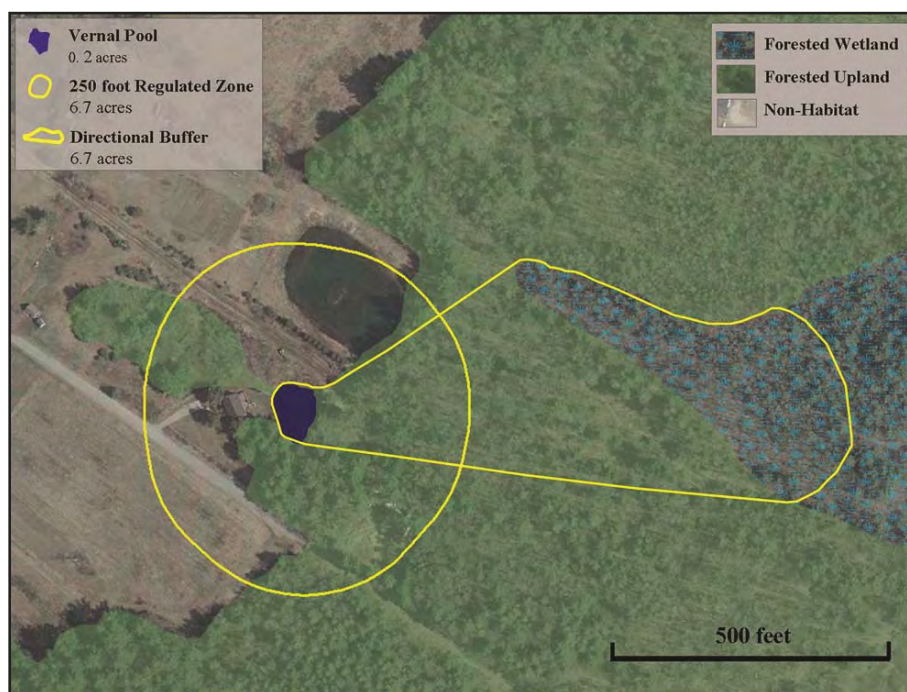 Vernal Pool
0. 2 acres
250 foot Regulated Zone
6.7 acres
Directional Buffer
6.7 acres
Forested Wetland
Forested Upland
Non-Habitat
500 feet